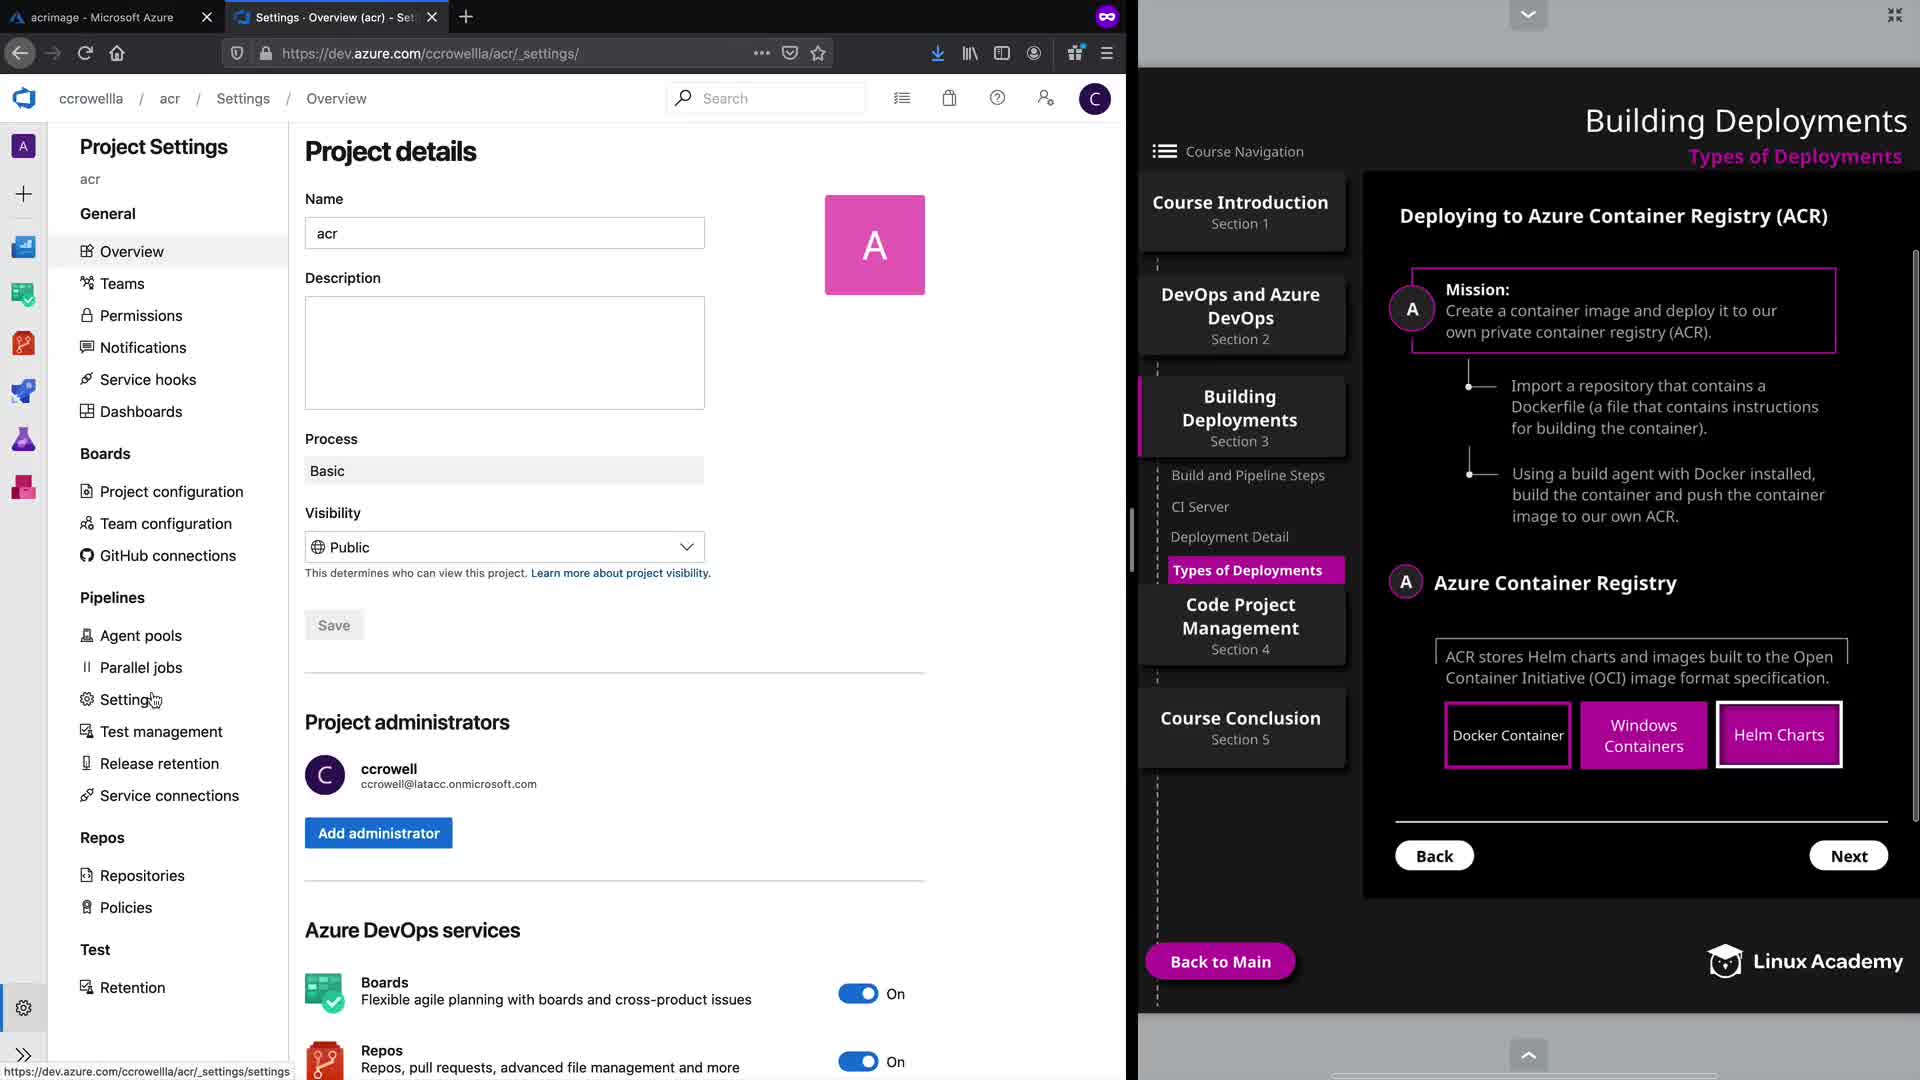 acrimage - Microsoft Azure
Settings · Overview (acr) - Set
https://dev.azure.com/ccrowellla/acr/_settings/
ccrowellla / acr / Settings / Overview
Search
C
A
Project Settings
acr
General
Overview
Teams
Permissions
Notifications
Service hooks
Dashboards
Boards
Project configuration
Team configuration
GitHub connections
Pipelines
Agent pools
Parallel jobs
Settings
Test management
Release retention
Service connections
Repos
Repositories
Policies
Test
Retention
https://dev.azure.com/ccrowellla/acr/_settings/settings
Project details
Name
acr
A
Description
Process
Basic
Visibility
Public
This determines who can view this project. Learn more about project visibility.
Save
Project administrators
C
ccrowell
ccrowell@latacc.onmicrosoft.com
Add administrator
Azure DevOps services
Boards
Flexible agile planning with boards and cross-product issues
On
Repos
Repos, pull requests, advanced file management and more
On
Building Deployments
Types of Deployments
Course Navigation
Course Introduction
Section 1
DevOps and Azure
DevOps
Section 2
Building
Deployments
Section 3
Build and Pipeline Steps
CI Server
Deployment Detail
Types of Deployments
Code Project
Management
Section 4
Course Conclusion
Section 5
Back to Main
Deploying to Azure Container Registry (ACR)
A
Mission:
Create a container image and deploy it to our
own private container registry (ACR).
Import a repository that contains a
Dockerfile (a file that contains instructions
for building the container).
Using a build agent with Docker installed,
build the container and push the container
image to our own ACR.
A
Azure Container Registry
ACR stores Helm charts and images built to the Open
Container Initiative (OCI) image format specification.
Docker Container
Windows
Containers
Helm Charts
Back
Next
Linux Academy